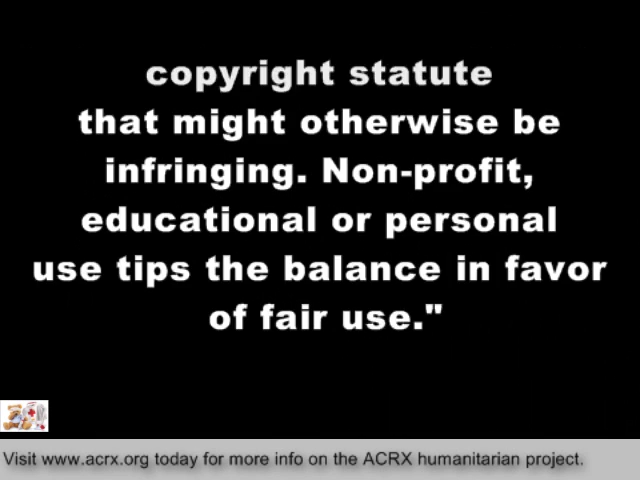 copyright statute
that might otherwise be
infringing. Non-profit,
educational or personal
use tips the balance in favor
of fair use."
Visit www.acrx.org today for more info on the ACRX humanitarian project.